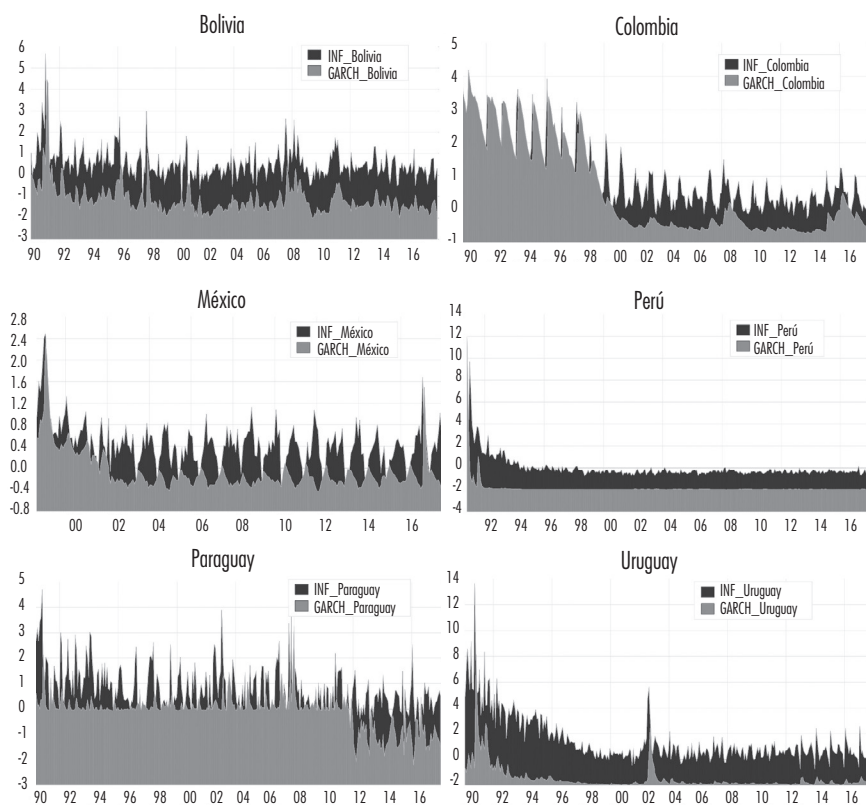 Bolivia
6
5
4
3
2
1
0
-1
-2
-3
INF_Bolivia
GARCH_Bolivia
90 92 94 96 98 00 02 04 06 08 10 12 14 16
Colombia
5
4
3
2
1
0
-1
INF_Colombia
GARCH_Colombia
90 92 94 96 98 00 02 04 06 08 10 12 14 16
México
2.8
2.4
2.0
1.6
1.2
0.8
0.4
0.0
-0.4
-0.8
INF_México
GARCH_México
00 02 04 06 08 10 12 14 16
Perú
14
12
10
8
6
4
2
0
-2
-4
INF_Perú
GARCH_Perú
92 94 96 98 00 02 04 06 08 10 12 14 16
Paraguay
5
4
3
2
1
0
-1
-2
-3
INF_Paraguay
GARCH_Paraguay
90 92 94 96 98 00 02 04 06 08 10 12 14 16
Uruguay
14
12
10
8
6
4
2
0
-2
INF_Uruguay
GARCH_Uruguay
90 92 94 96 98 00 02 04 06 08 10 12 14 16